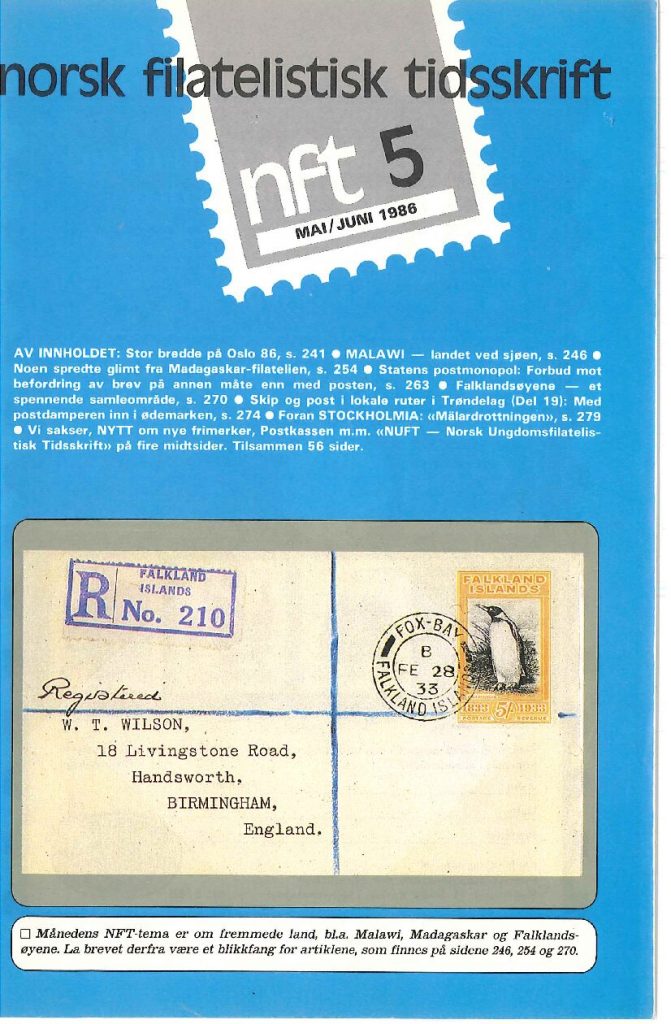 norsk filatelistisk tidsskrift
nft 5
MAI/JUNI 1986
AV INNHOLDET: Stor bredde på Oslo 86, s. 241 ● MALAWI — landet ved sjøen, s. 246 ●
Noen spredte glimt fra Madagaskar-filatelien, s. 254 ● Statens postmonopol: Forbud mot
befordring av brev på annen måte enn med posten, s. 263 ● Falklandsøyene — et
spennende samleområde, s. 270 ● Skip og post i lokale ruter i Trøndelag (Del 19): Med
postdamperen inn i ødemarken, s. 274 ● Foran STOCKHOLMIA: «Mälardrottningen», s. 279
● Vi sakser, NYTT om nye frimerker, Postkassen m.m. «NUFT — Norsk Ungdomsfilatelis-
tisk Tidsskrift» på fire midtsider. Tilsammen 56 sider.
R
FALKLAND
ISLANDS
No. 210
FALKLAND
ISLANDS
1833 5/- 1933
POSTAGE REVENUE
FOX-BAY
B
FE 28
33
FALKLAND ISLANDS
Registered
W. T. WILSON,
18 Livingstone Road,
Handsworth,
BIRMINGHAM,
England.
□ Månedens NFT-tema er om fremmede land, bl.a. Malawi, Madagaskar og Falklands-
øyene. La brevet derfra være et blikkfang for artiklene, som finnes på sidene 246, 254 og 270.